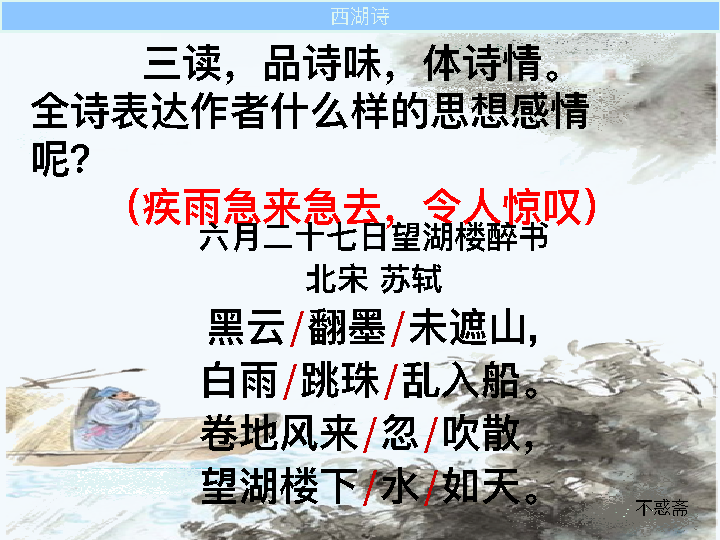 西湖诗
三读，品诗味，体诗情。
全诗表达作者什么样的思想感情
呢？
（疾雨急来急去，令人惊叹）
六月二十七日望湖楼醉书
北宋 苏轼
黑云/翻墨/未遮山，
白雨/跳珠/乱入船。
卷地风来/忽/吹散，
望湖楼下/水/如天。
不惑斋